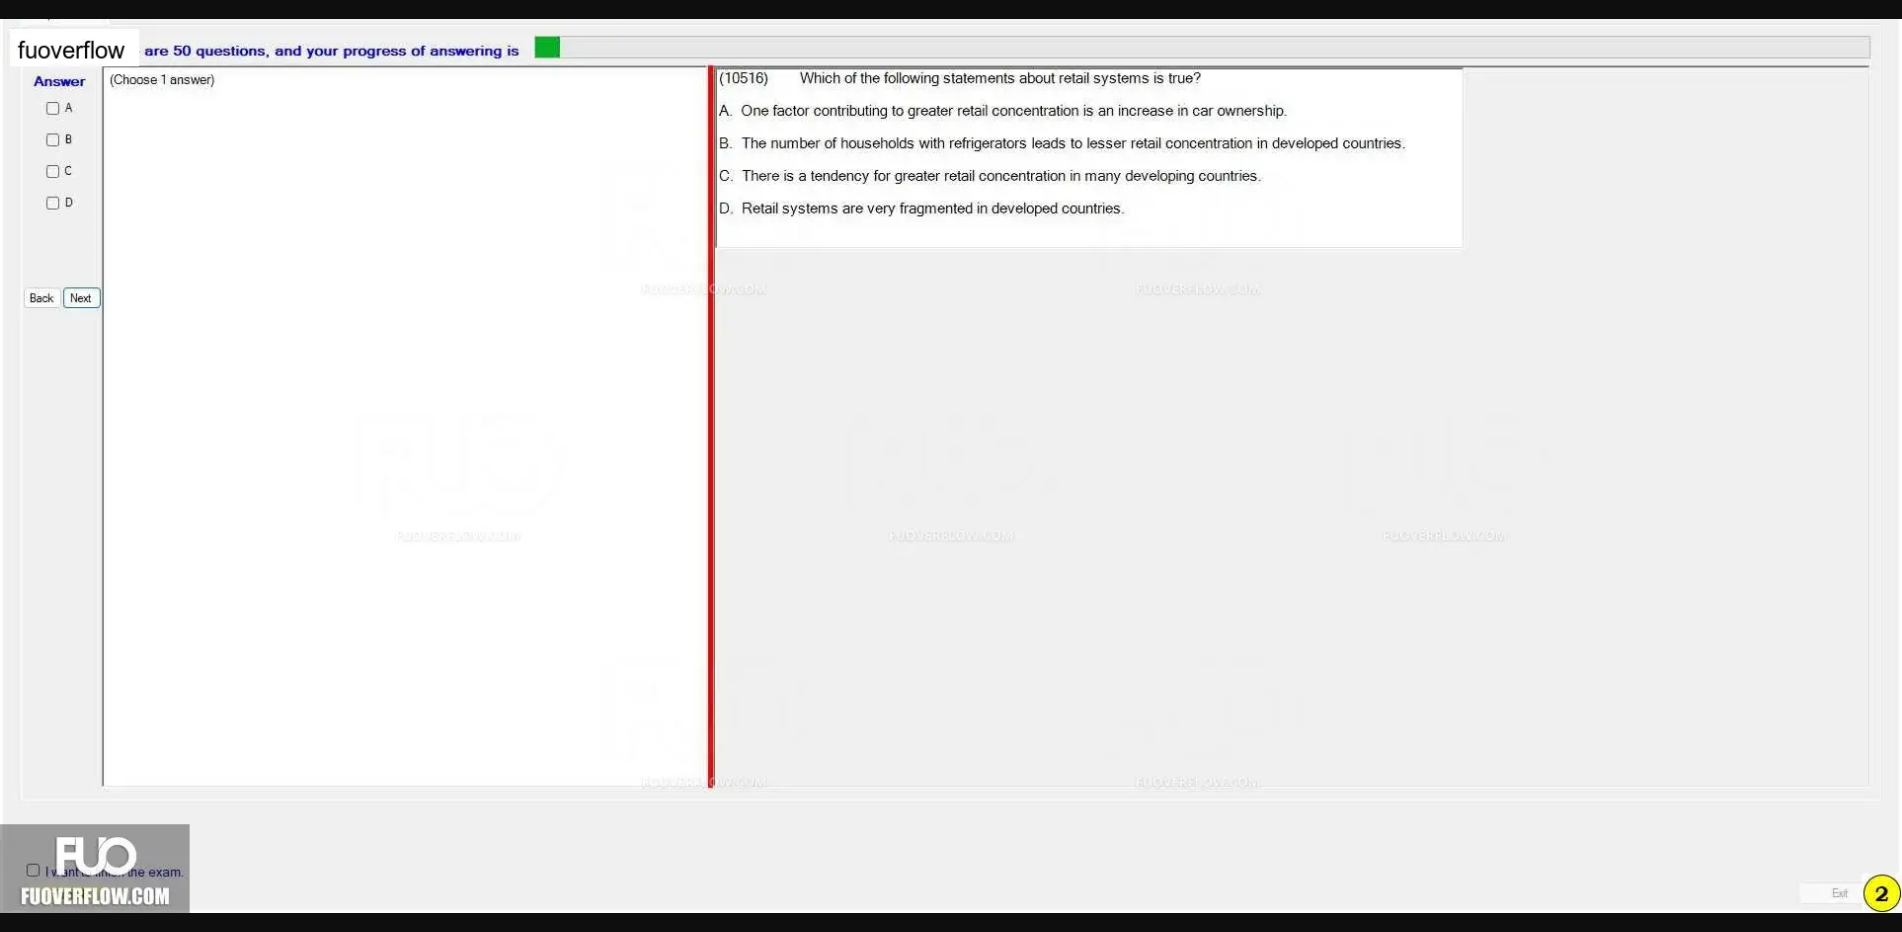 fuoverflow are 50 questions, and your progress of answering is
Answer
(Choose 1 answer)
A
B
C
D
Back Next
(10516) Which of the following statements about retail systems is true?
A. One factor contributing to greater retail concentration is an increase in car ownership.
B. The number of households with refrigerators leads to lesser retail concentration in developed countries.
C. There is a tendency for greater retail concentration in many developing countries.
D. Retail systems are very fragmented in developed countries.
FUOVERFLOW.COM FUOVERFLOW.COM
FUOVERFLOW.COM FUOVERFLOW.COM FUOVERFLOW.COM
FUOVERFLOW.COM FUOVERFLOW.COM
FUO
I want to finish the exam.
FUOVERFLOW.COM
Exit 2